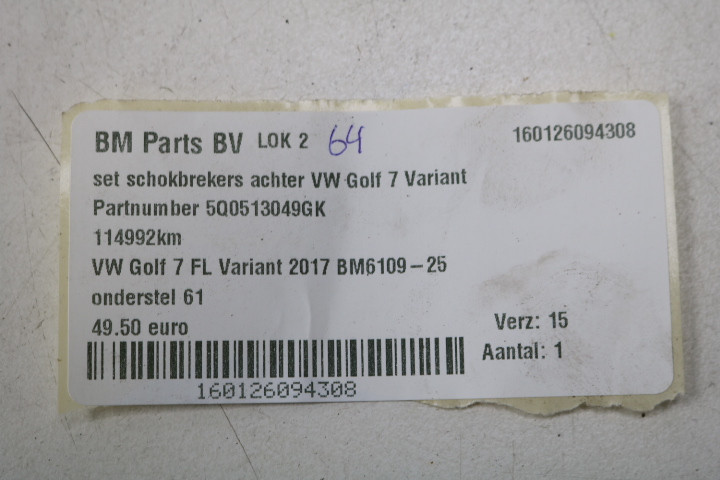 BM Parts BV LOK 2 64 160126094308
set schokbrekers achter VW Golf 7 Variant
Partnumber 5Q0513049GK
114992km
VW Golf 7 FL Variant 2017 BM6109-25
onderstel 61
49.50 euro Verz: 15
Aantal: 1
160126094308